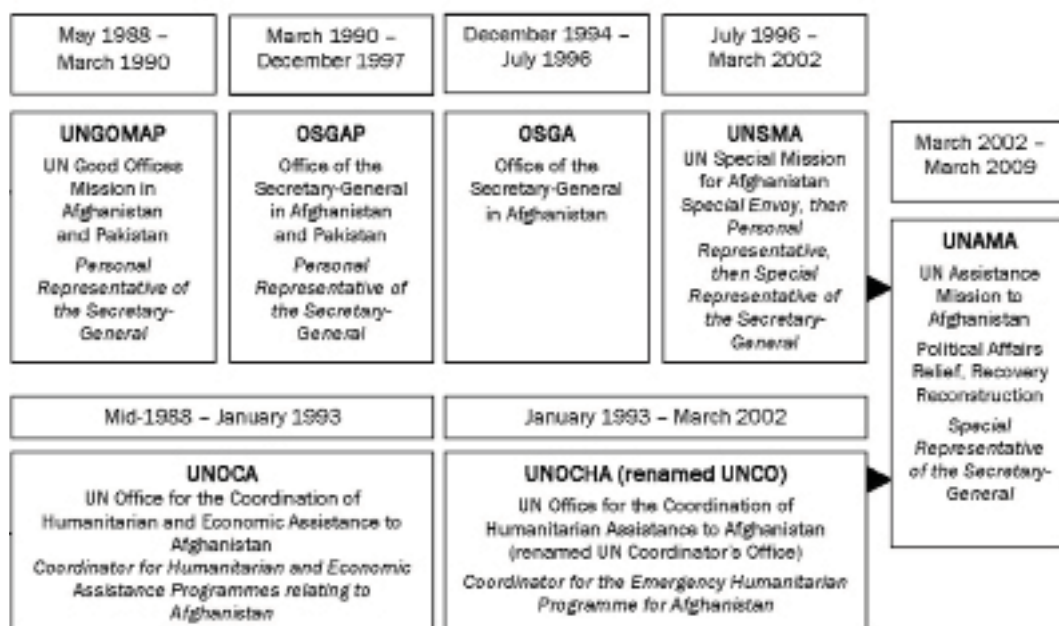 May 1988 –
March 1990
March 1990 –
December 1997
December 1994 –
July 1996
July 1996 –
March 2002
UNGOMAP
UN Good Offices
Mission in
Afghanistan
and Pakistan
Personal
Representative of
the Secretary-
General
OSGAP
Office of the
Secretary-General
in Afghanistan
and Pakistan
Personal
Representative of
the Secretary-
General
OSGA
Office of the
Secretary-General
in Afghanistan
UNSMA
UN Special Mission
for Afghanistan
Special Envoy, then
Personal
Representative,
then Special
Representative of
the Secretary-
General
March 2002 –
March 2009
UNAMA
UN Assistance
Mission to
Afghanistan
Political Affairs
Relief, Recovery
Reconstruction
Special
Representative
of the Secretary-
General
Mid-1988 – January 1993
January 1993 – March 2002
UNOCA
UN Office for the Coordination of
Humanitarian and Economic Assistance to
Afghanistan
Coordinator for Humanitarian and Economic
Assistance Programmes relating to
Afghanistan
UNOCHA (renamed UNCO)
UN Office for the Coordination of
Humanitarian Assistance to Afghanistan
(renamed UN Coordinator's Office)
Coordinator for the Emergency Humanitarian
Programme for Afghanistan